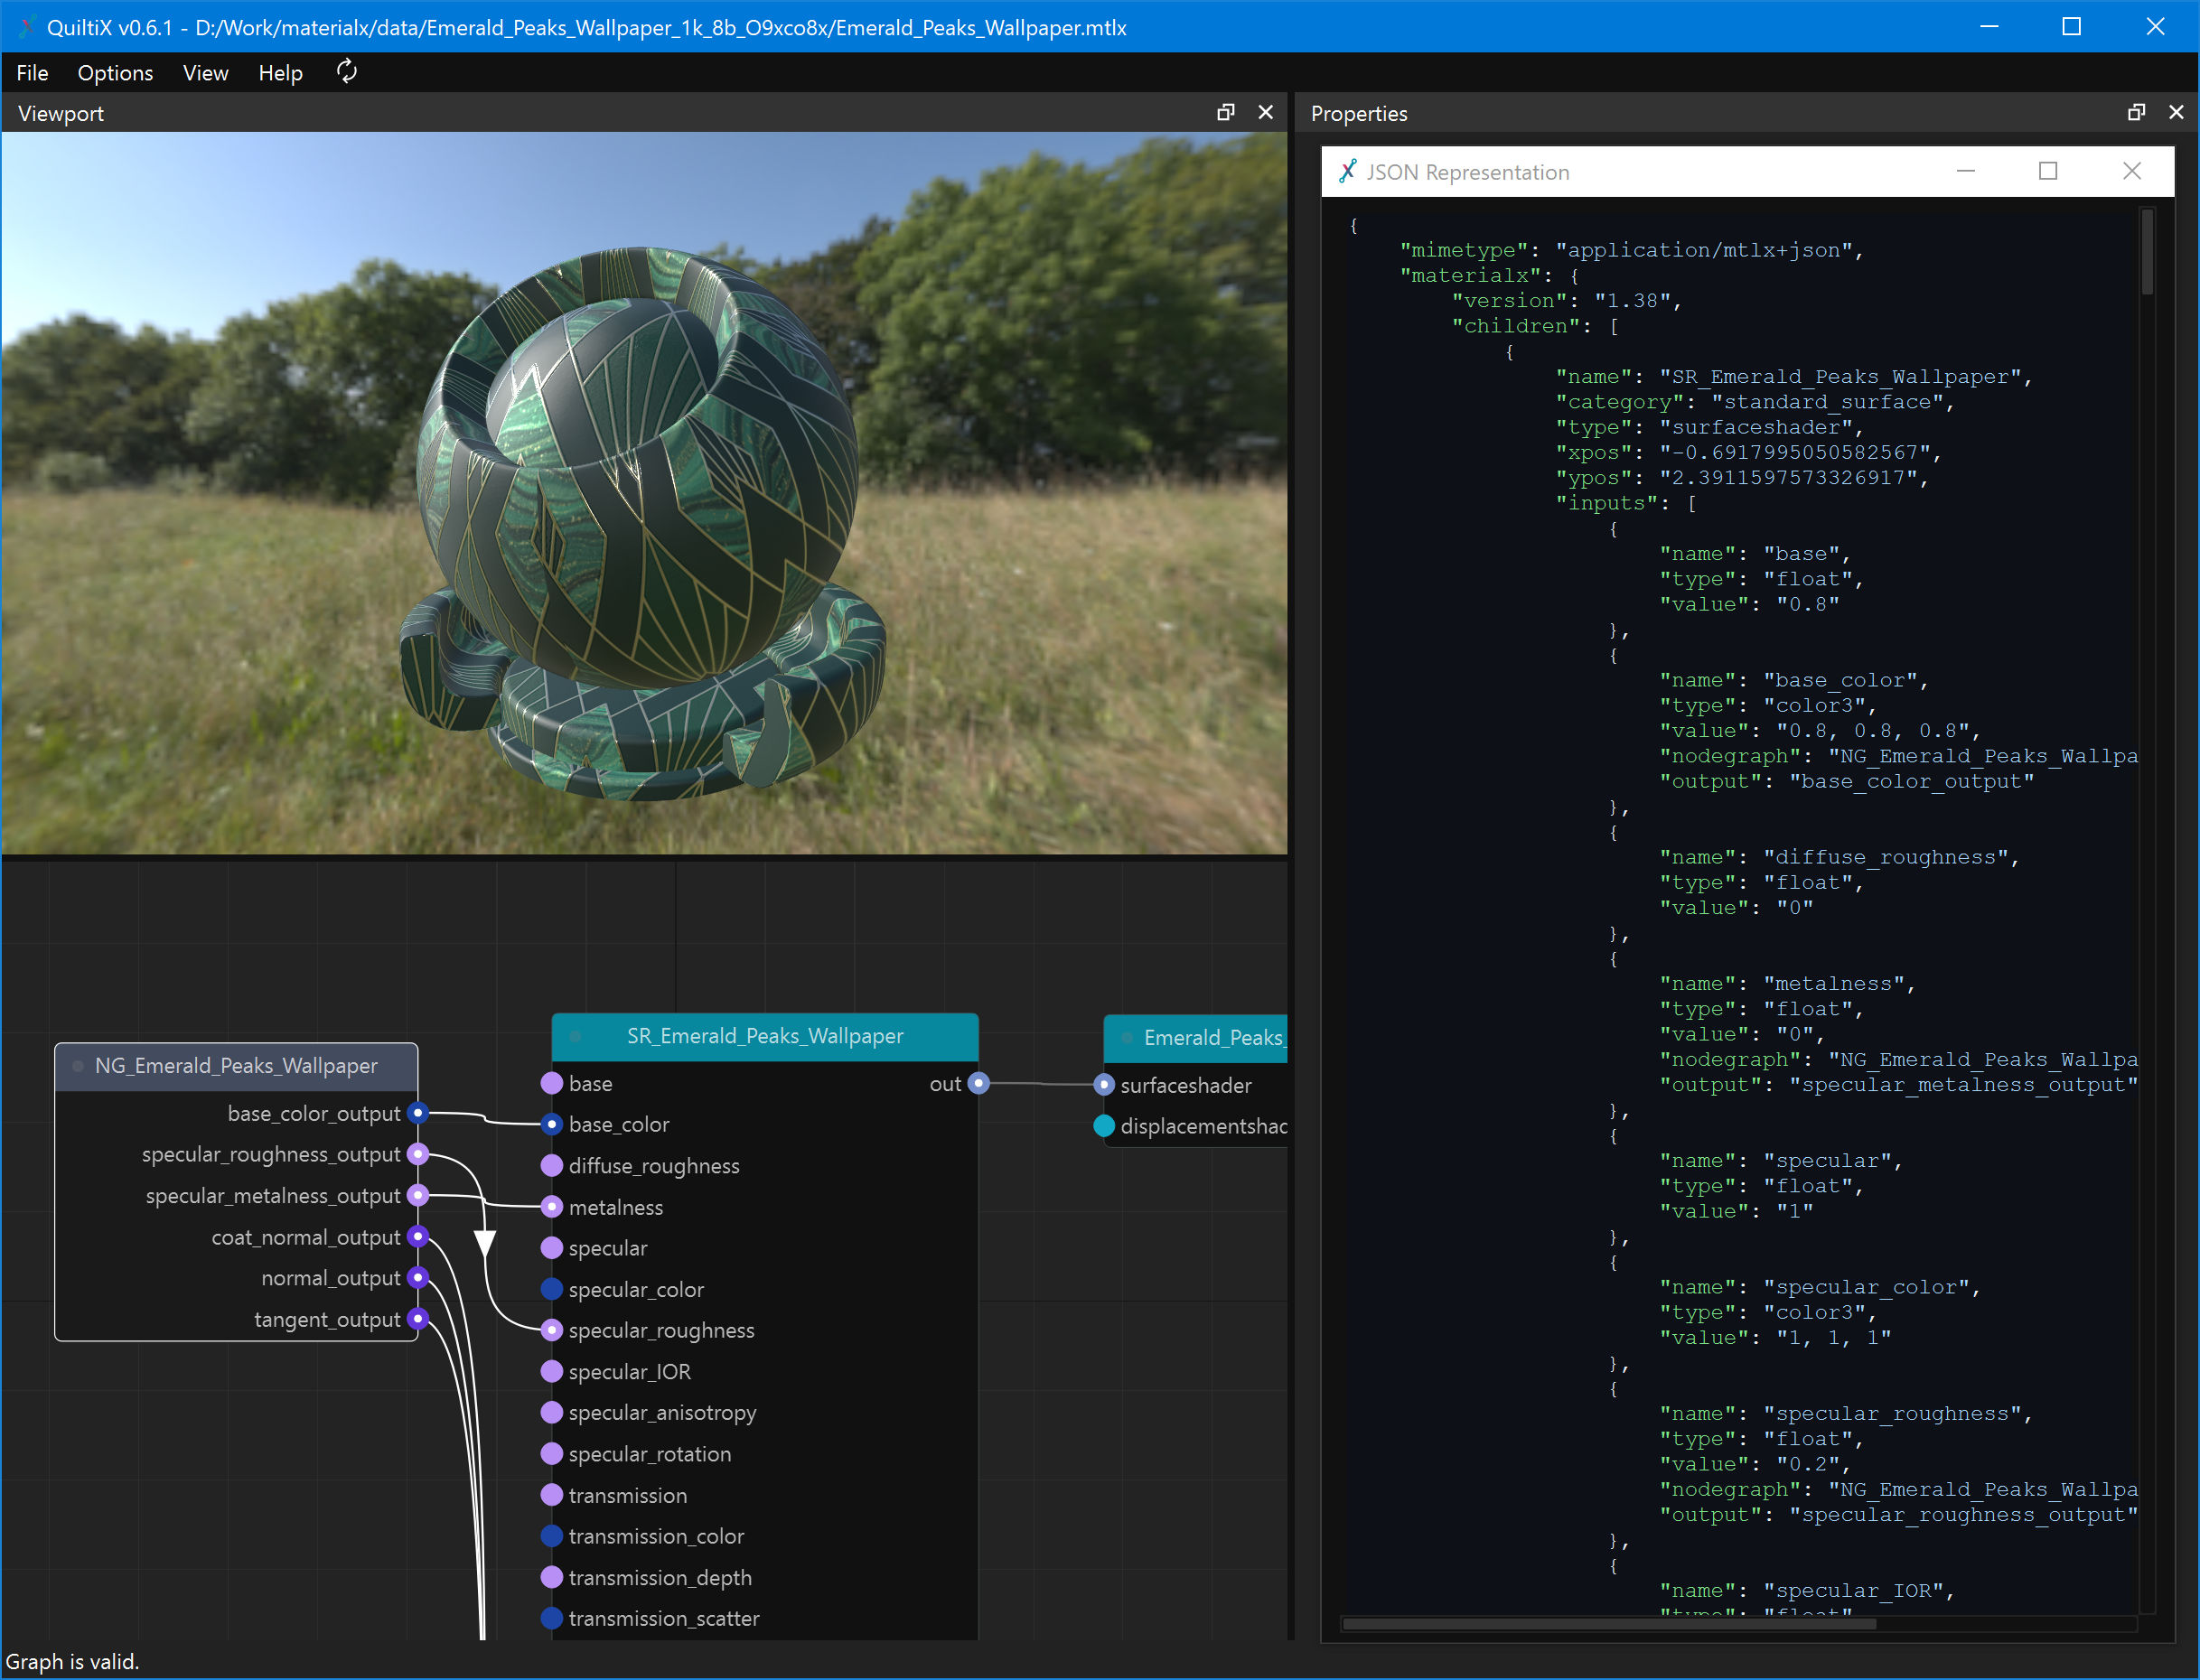 QuiltiX v0.6.1 - D:/Work/materialx/data/Emerald_Peaks_Wallpaper_1k_8b_O9xco8x/Emerald_Peaks_Wallpaper.mtlx
File Options View Help
Viewport
Properties
JSON Representation
{
"mimetype": "application/mtlx+json",
"materialx": {
"version": "1.38",
"children": [
{
"name": "SR_Emerald_Peaks_Wallpaper",
"category": "standard_surface",
"type": "surfaceshader",
"xpos": "-0.6917995050582567",
"ypos": "2.3911597573326917",
"inputs": [
{
"name": "base",
"type": "float",
"value": "0.8"
},
{
"name": "base_color",
"type": "color3",
"value": "0.8, 0.8, 0.8",
"nodegraph": "NG_Emerald_Peaks_Wallpa
"output": "base_color_output"
},
{
"name": "diffuse_roughness",
"type": "float",
"value": "0"
},
{
"name": "metalness",
"type": "float",
"value": "0",
"nodegraph": "NG_Emerald_Peaks_Wallpa
"output": "specular_metalness_output"
},
{
"name": "specular",
"type": "float",
"value": "1"
},
{
"name": "specular_color",
"type": "color3",
"value": "1, 1, 1"
},
{
"name": "specular_roughness",
"type": "float",
"value": "0.2",
"nodegraph": "NG_Emerald_Peaks_Wallpa
"output": "specular_roughness_output"
},
{
"name": "specular_IOR",
"type": "float"
NG_Emerald_Peaks_Wallpaper
base_color_output
specular_roughness_output
specular_metalness_output
coat_normal_output
normal_output
tangent_output
SR_Emerald_Peaks_Wallpaper
out
base
base_color
diffuse_roughness
metalness
specular
specular_color
specular_roughness
specular_IOR
specular_anisotropy
specular_rotation
transmission
transmission_color
transmission_depth
transmission_scatter
Emerald_Peaks_
surfaceshader
displacementshad
Graph is valid.